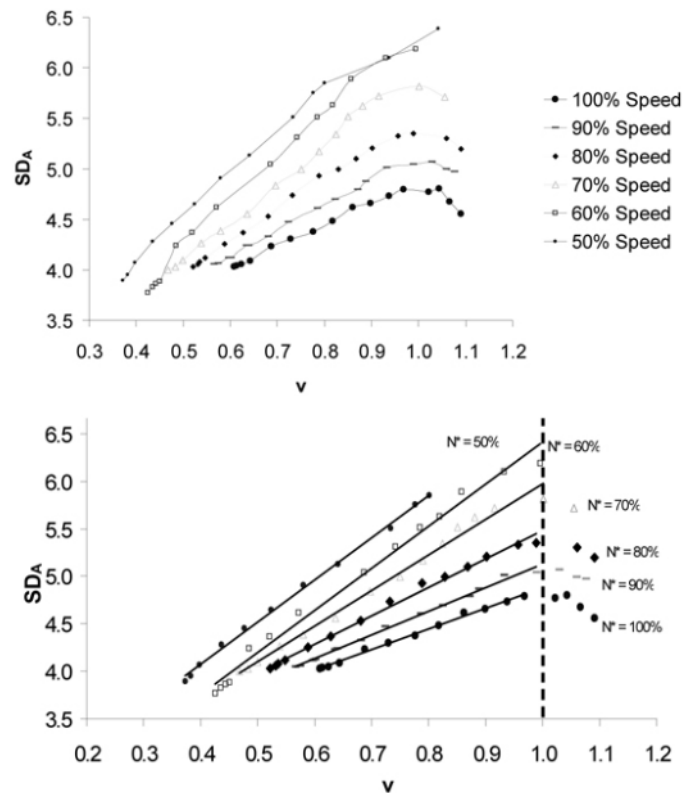 6.5
6.0
5.5
5.0
4.5
4.0
3.5
SDA
0.3 0.4 0.5 0.6 0.7 0.8 0.9 1.0 1.1 1.2
v
100% Speed
90% Speed
80% Speed
70% Speed
60% Speed
50% Speed
6.5
6.0
5.5
5.0
4.5
4.0
3.5
SDA
N* = 50%
N* = 60%
N* = 70%
N* = 80%
N* = 90%
N* = 100%
0.2 0.3 0.4 0.5 0.6 0.7 0.8 0.9 1.0 1.1 1.2
v